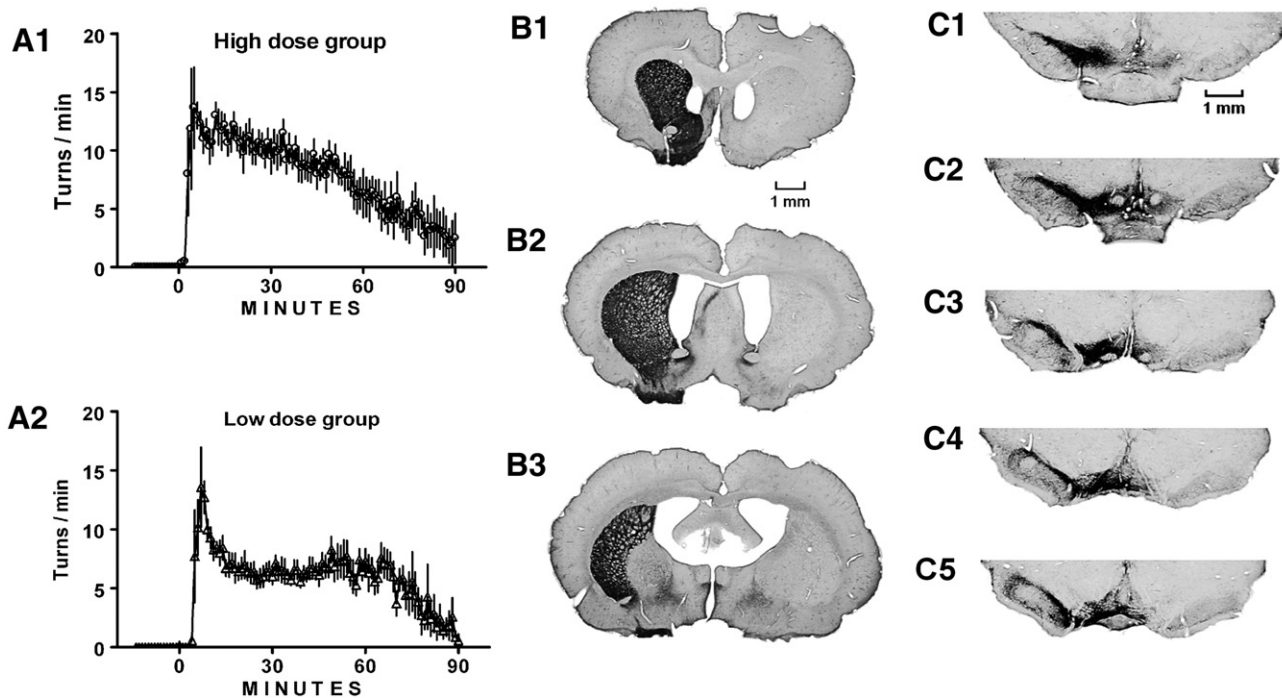 A1
High dose group
20
15
10
5
0
Turns / min
0 30 60 90
MINUTES
A2
Low dose group
20
15
10
5
0
Turns / min
0 30 60 90
MINUTES
B1
1 mm
B2
B3
C1
1 mm
C2
C3
C4
C5